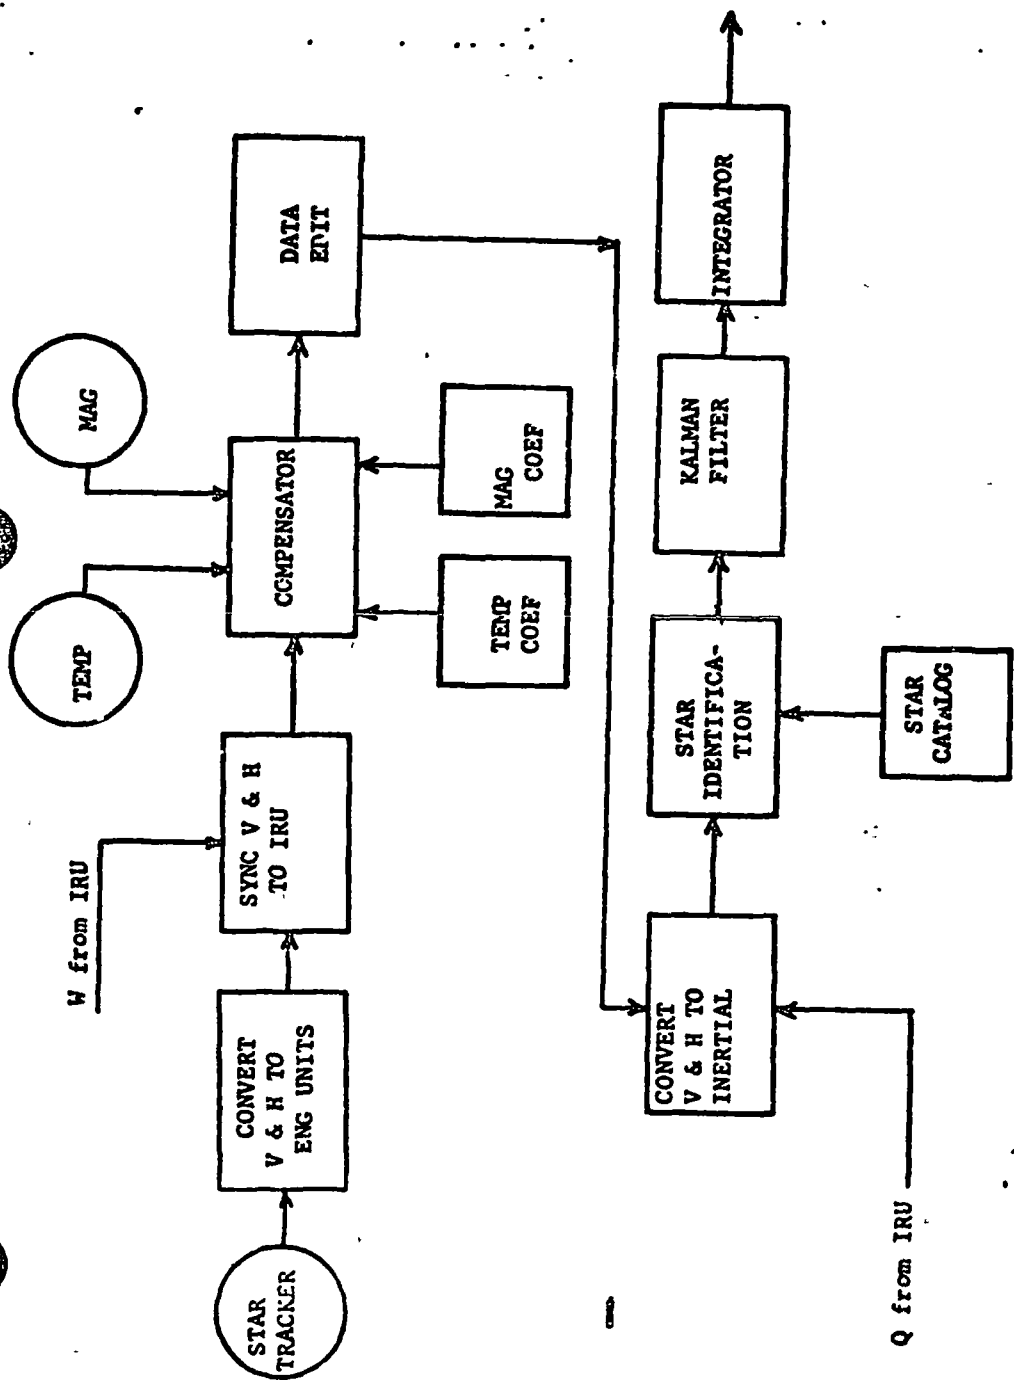 W from IRU
TEMP
MAG
STAR
TRACKER
CONVERT
V & H TO
ENG UNITS
SYNC V & H
TO IRU
COMPENSATOR
DATA
EDIT
TEMP
COEF
MAG
COEF
CONVERT
V & H TO
INERTIAL
STAR
IDENTIFICA-
TION
KALMAN
FILTER
INTEGRATOR
Q from IRU
STAR
CATALOG